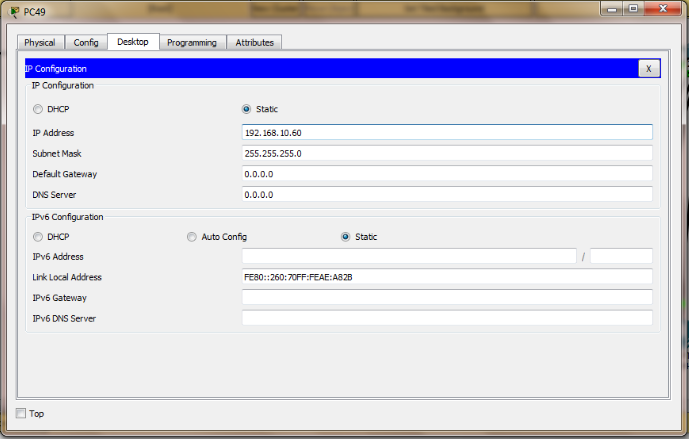 PC49
Physical Config Desktop Programming Attributes
IP Configuration X
IP Configuration
DHCP Static
IP Address 192.168.10.60
Subnet Mask 255.255.255.0
Default Gateway 0.0.0.0
DNS Server 0.0.0.0
IPv6 Configuration
DHCP Auto Config Static
IPv6 Address /
Link Local Address FE80::260:70FF:FEAE:A82B
IPv6 Gateway
IPv6 DNS Server
Top